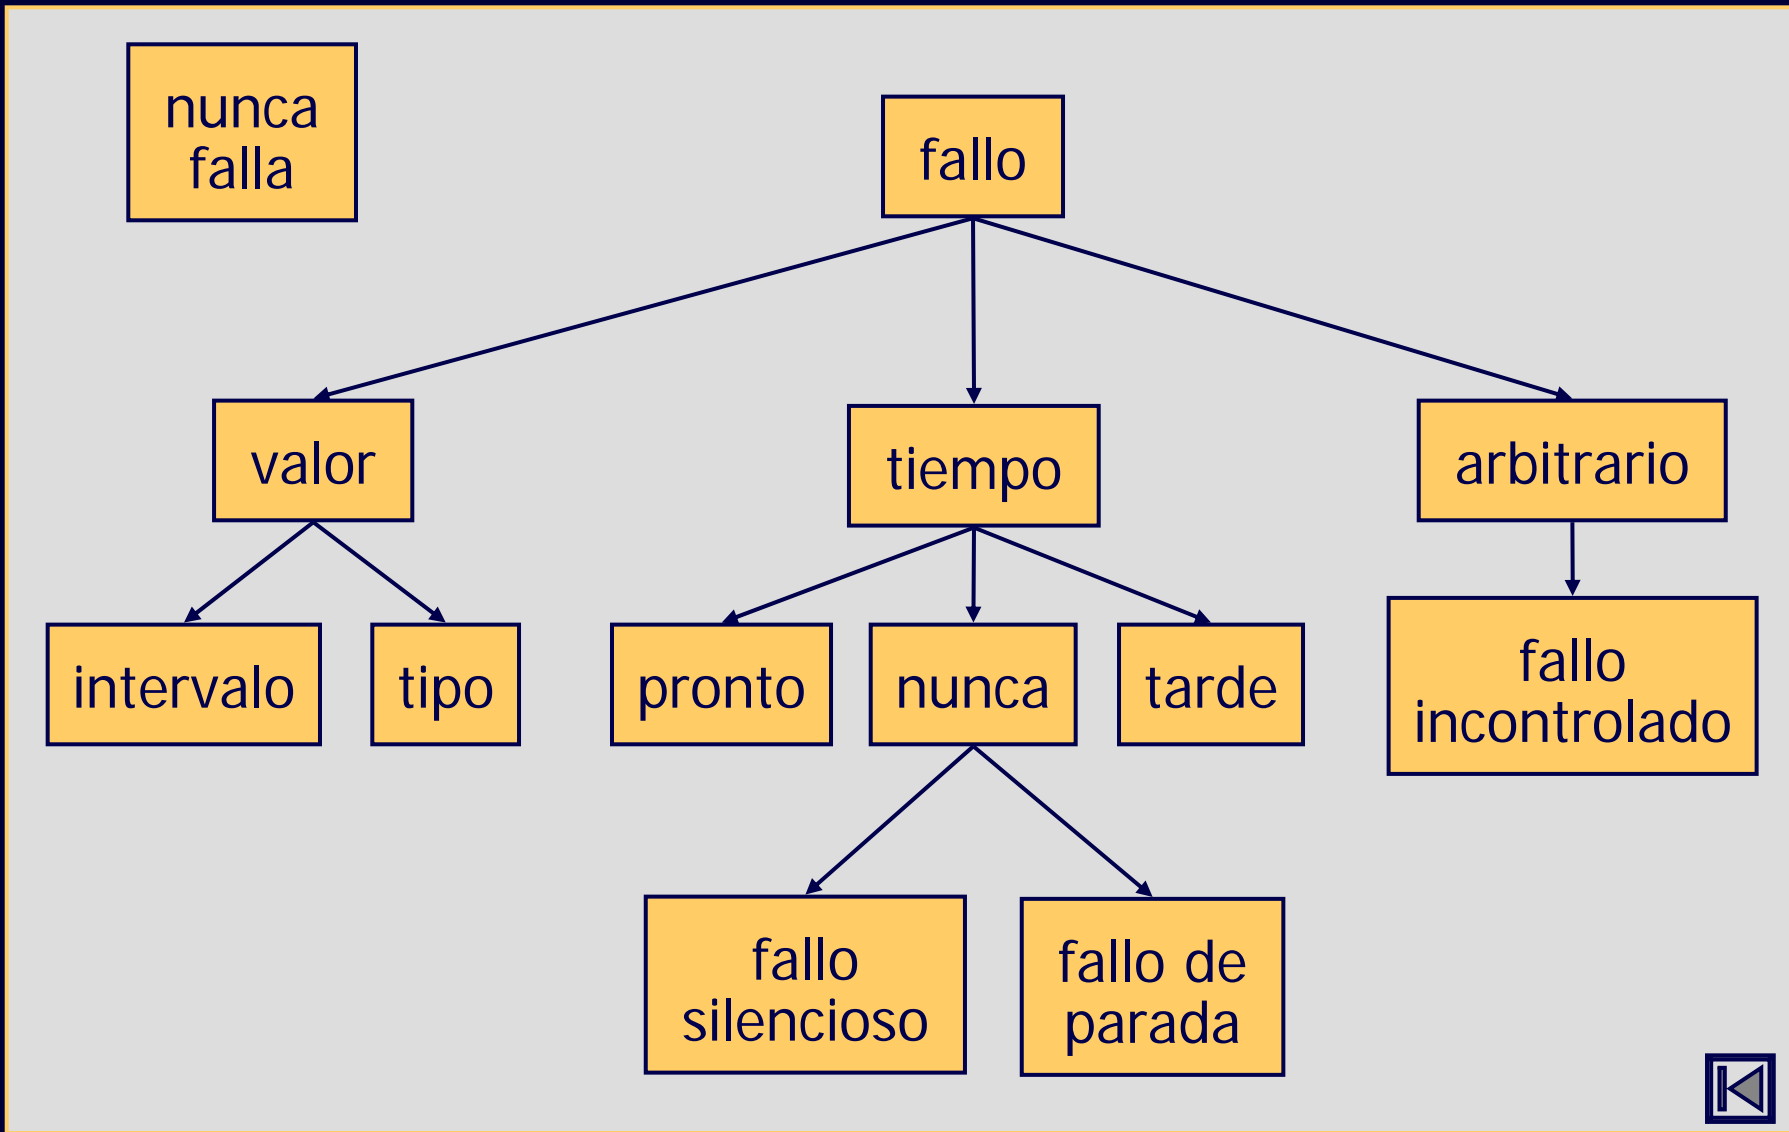 nunca
falla
fallo
valor
tiempo
arbitrario
intervalo
tipo
pronto
nunca
tarde
fallo
incontrolado
fallo
silencioso
fallo de
parada